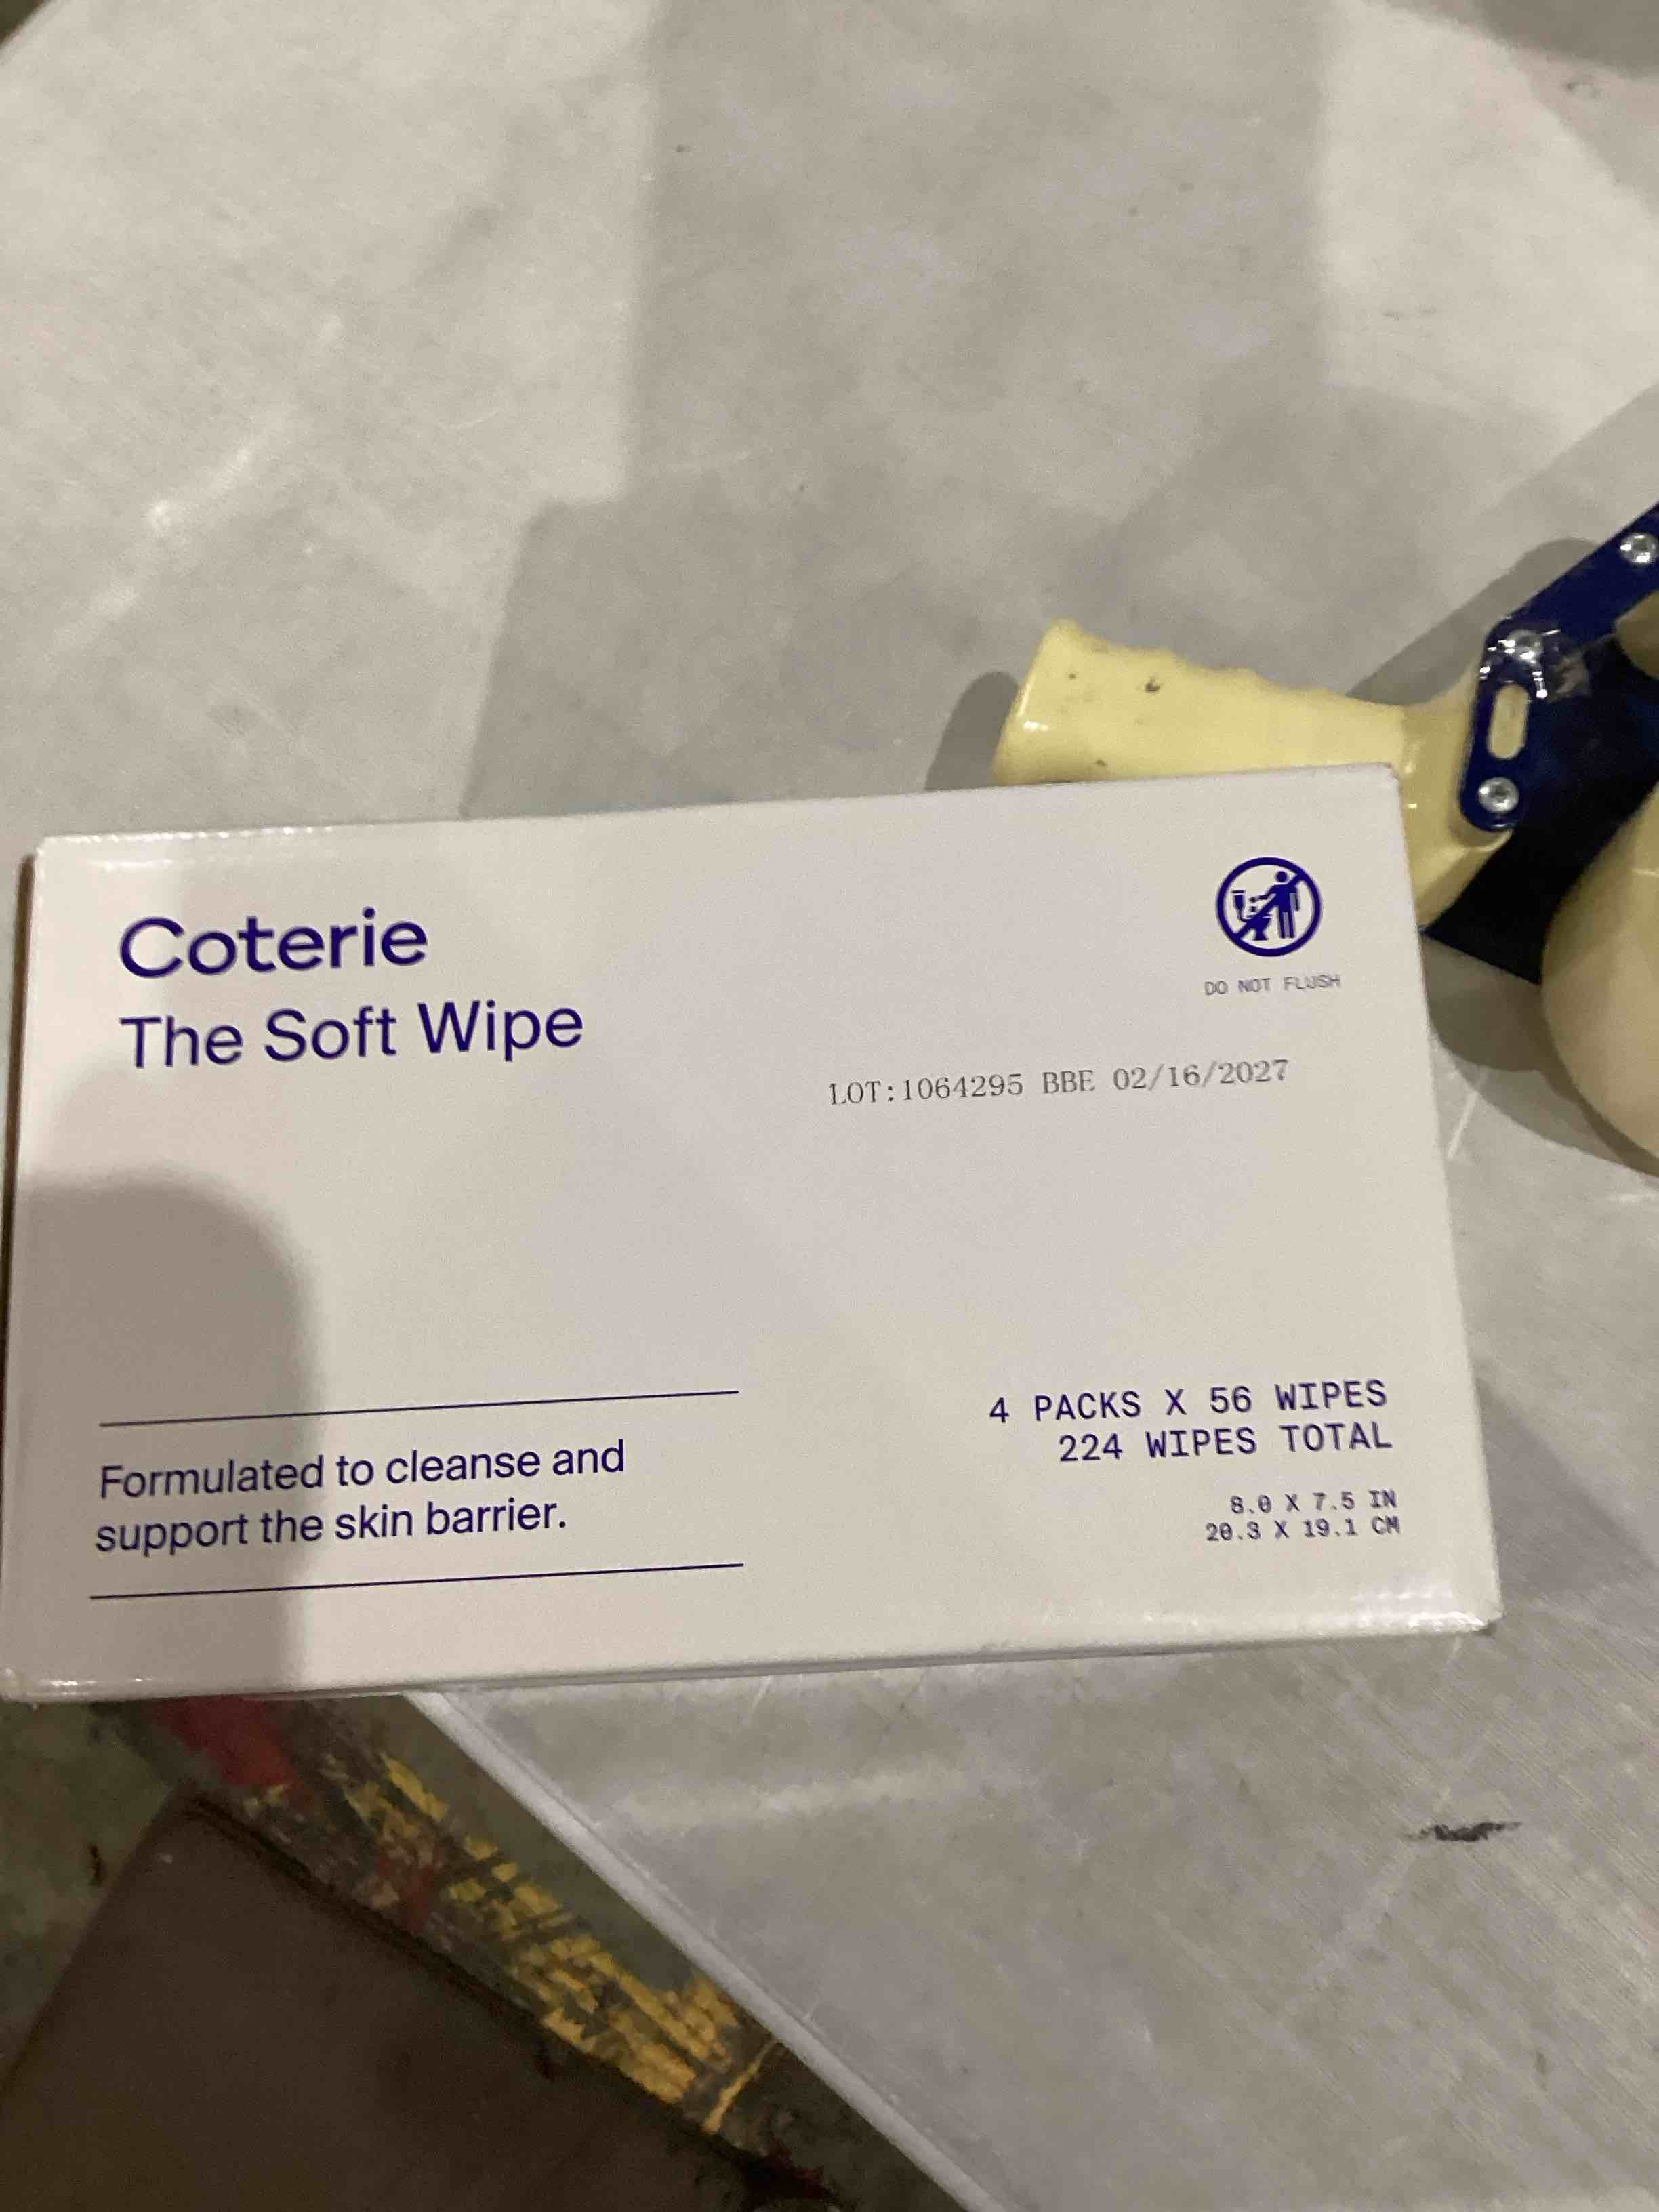 Coterie
The Soft Wipe
DO NOT FLUSH
LOT:1064295 BBE 02/16/2027
Formulated to cleanse and
support the skin barrier.
4 PACKS X 56 WIPES
224 WIPES TOTAL
8.0 X 7.5 IN
20.3 X 19.1 CM